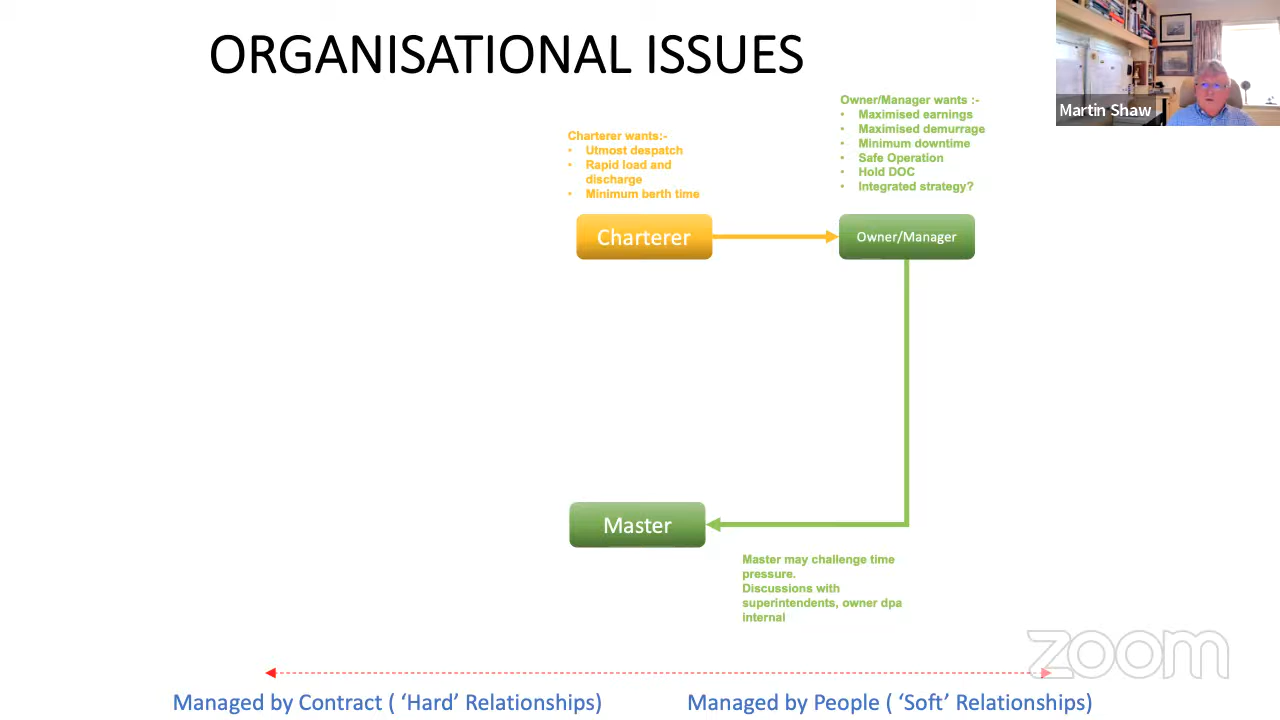 ORGANISATIONAL ISSUES
Martin Shaw
Owner/Manager wants :-
• Maximised earnings
• Maximised demurrage
• Minimum downtime
• Safe Operation
• Hold DOC
• Integrated strategy?
Charterer wants:-
• Utmost despatch
• Rapid load and
discharge
• Minimum berth time
Charterer
Owner/Manager
Master
Master may challenge time
pressure.
Discussions with
superintendents, owner dpa
internal
zoom
Managed by Contract ( ‘Hard’ Relationships)
Managed by People ( ‘Soft’ Relationships)